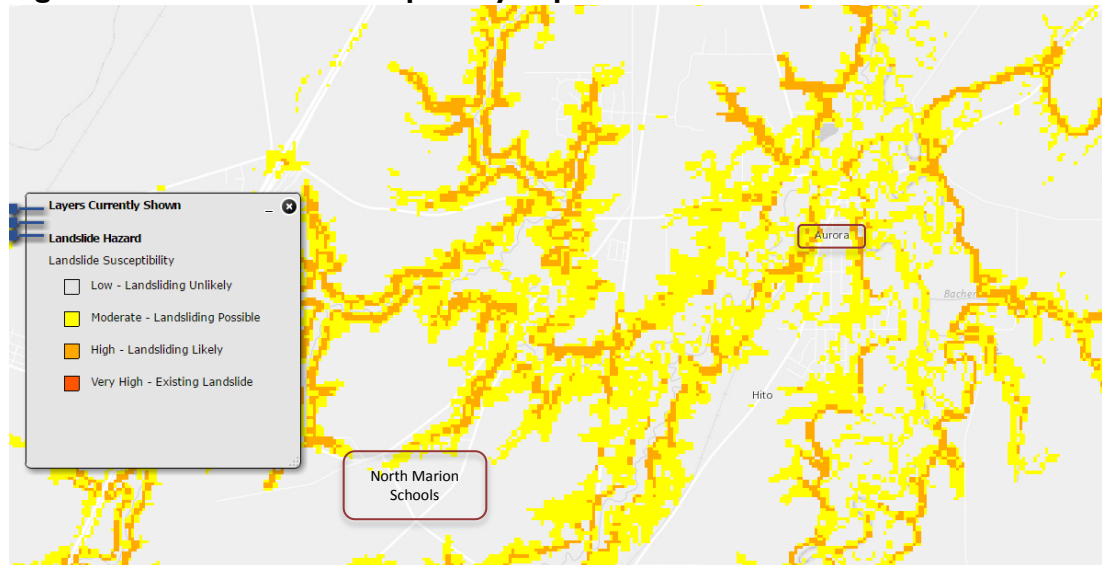 Layers Currently Shown
Landslide Hazard
Landslide Susceptibility
Low - Landsliding Unlikely
Moderate - Landsliding Possible
High - Landsliding Likely
Very High - Existing Landslide
Aurora
Hito
North Marion
Schools